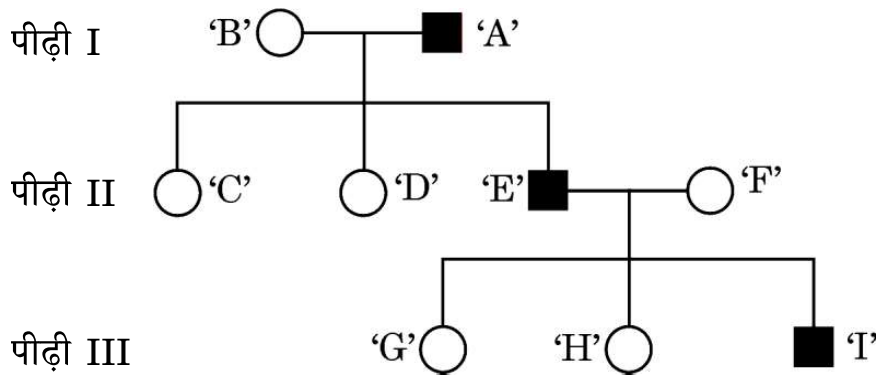 पीढ़ी I ‘B’ ‘A’
पीढ़ी II ‘C’ ‘D’ ‘E’ ‘F’
पीढ़ी III ‘G’ ‘H’ ‘I’